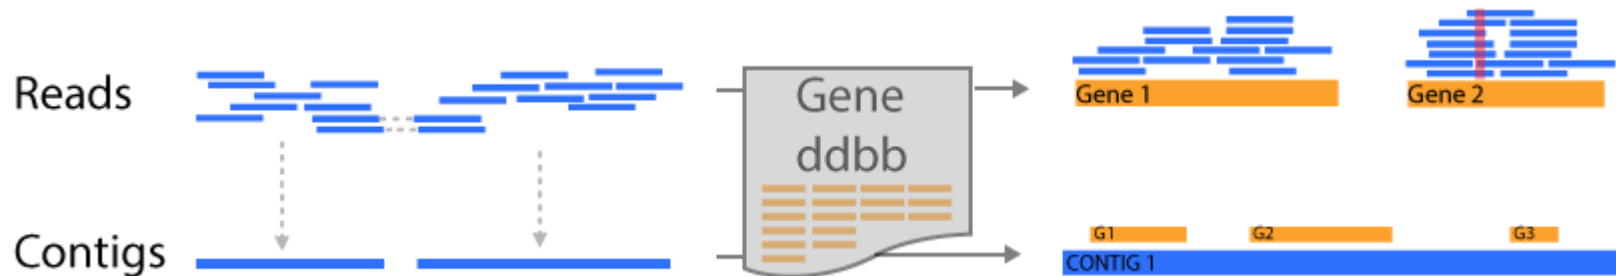 Reads
Contigs
Gene
ddbb
Gene 1
Gene 2
G1
G2
G3
CONTIG 1